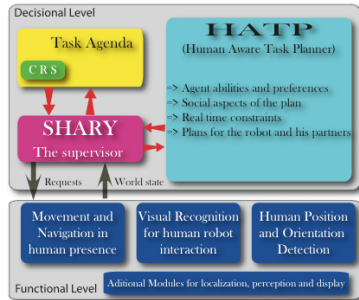 Decisional Level
Task Agenda
C R S
HATP
(Human Aware Task Planner)
=> Agent abilities and preferences
=> Social aspects of the plan
=> Real time constraints
=> Plans for the robot and his partners
SHARY
The supervisor
Requests
World state
Movement and
Navigation in
human presence
Visual Recognition
for human robot
interaction
Human Position
and Orientation
Detection
Functional Level
Aditional Modules for localization, perception and display